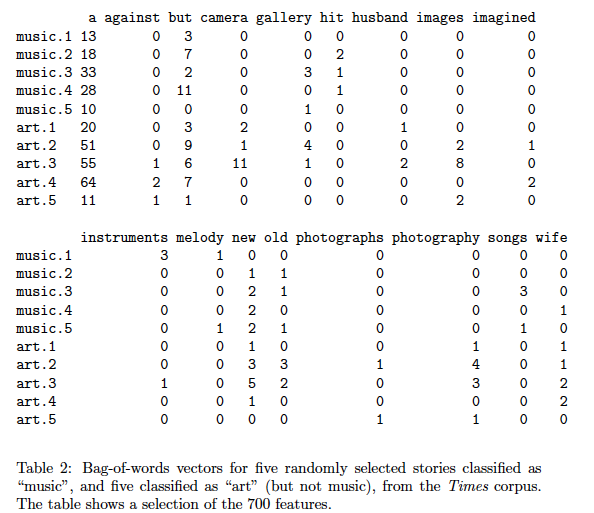 a against but camera gallery hit husband images imagined
music.1 13 0 3 0 0 0 0 0 0
music.2 18 0 7 0 0 2 0 0 0
music.3 33 0 2 0 3 1 0 0 0
music.4 28 0 11 0 0 1 0 0 0
music.5 10 0 0 0 1 0 0 0 0
art.1 20 0 3 2 0 0 1 0 0
art.2 51 0 9 1 4 0 0 2 1
art.3 55 1 6 11 1 0 2 8 0
art.4 64 2 7 0 0 0 0 0 2
art.5 11 1 1 0 0 0 0 2 0
instruments melody new old photographs photography songs wife
music.1 3 1 0 0 0 0 0 0
music.2 0 0 1 1 0 0 0 0
music.3 0 0 2 1 0 0 3 0
music.4 0 0 2 0 0 0 0 1
music.5 0 1 2 1 0 0 1 0
art.1 0 0 1 0 0 1 0 1
art.2 0 0 3 3 1 4 0 1
art.3 1 0 5 2 0 3 0 2
art.4 0 0 1 0 0 0 0 2
art.5 0 0 0 0 1 1 0 0
Table 2: Bag-of-words vectors for five randomly selected stories classified as
“music”, and five classified as “art” (but not music), from the Times corpus.
The table shows a selection of the 700 features.